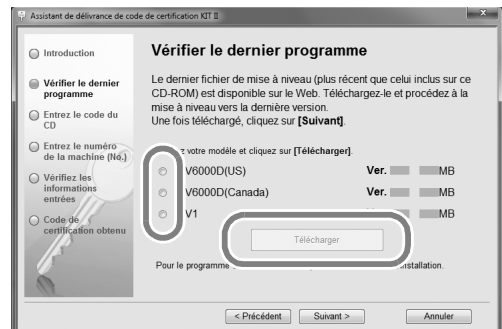 Assistant de délivrance de code de certification KIT II
Introduction
Vérifier le dernier
programme
Entrez le code du
CD
Entrez le numéro
de la machine (No.)
Vérifiez les
informations
entrées
Code de
certification obtenu
Vérifier le dernier programme
Le dernier fichier de mise à niveau (plus récent que celui inclus sur ce
CD-ROM) est disponible sur le Web. Téléchargez-le et procédez à la
mise à niveau vers la dernière version.
Une fois téléchargé, cliquez sur [Suivant].
votre modèle et cliquez sur [Télécharger].
V6000D(US) Ver. MB
V6000D(Canada) Ver. MB
V1 MB
Télécharger
Pour le programme
< Précédent
Suivant >
Annuler